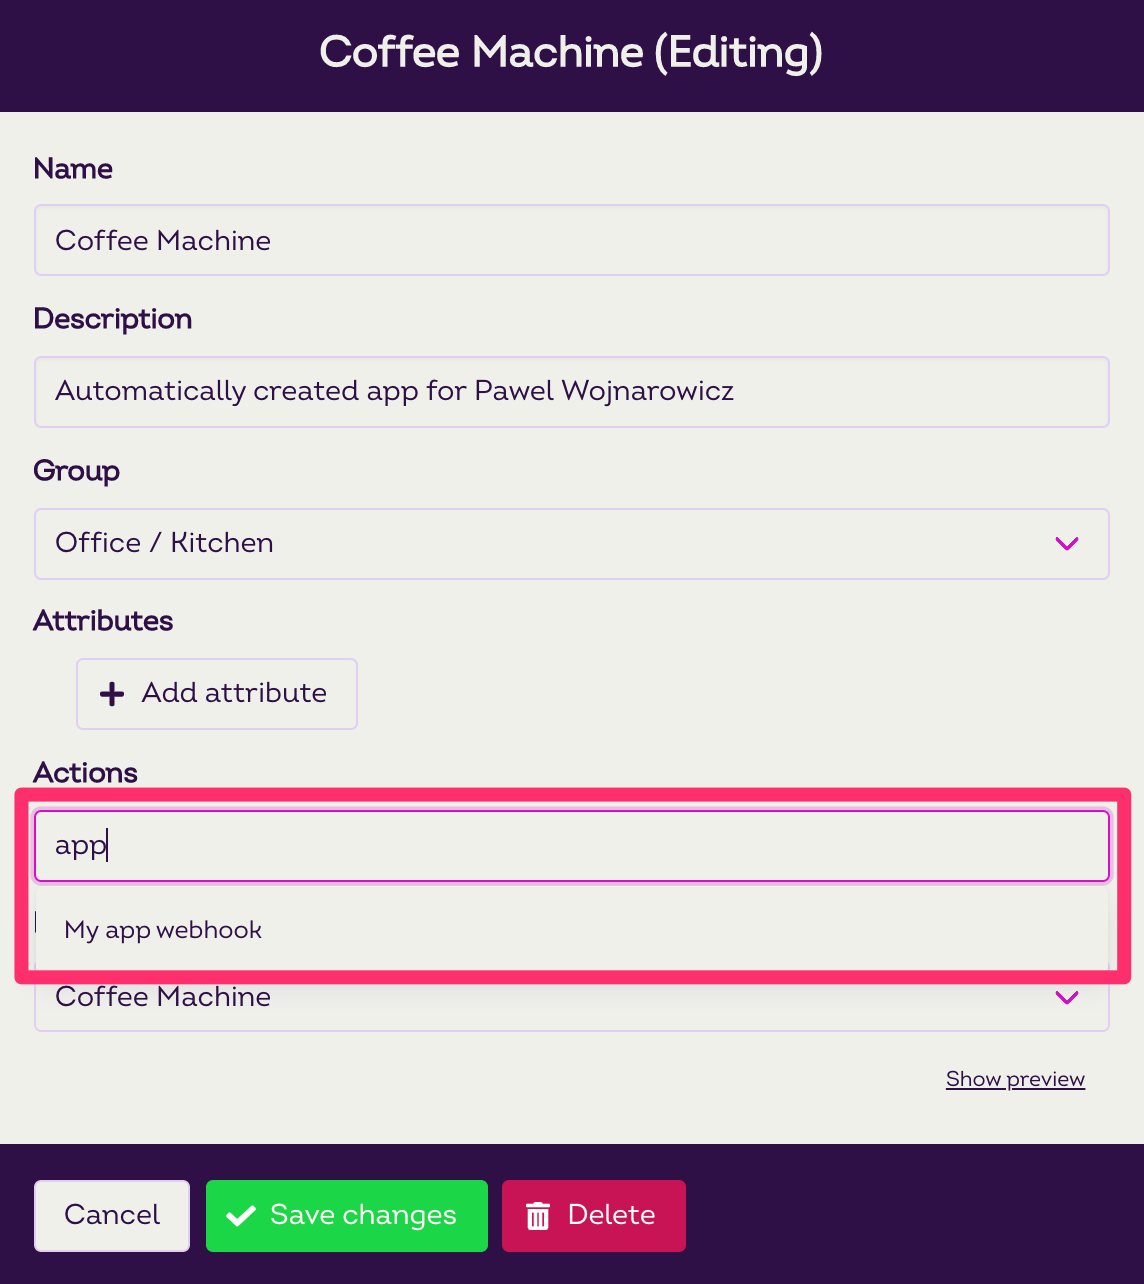 Coffee Machine (Editing)
Name
Coffee Machine
Description
Automatically created app for Pawel Wojnarowicz
Group
Office / Kitchen
Attributes
Add attribute
Actions
app
My app webhook
Coffee Machine
Show preview
Cancel
Save changes
Delete